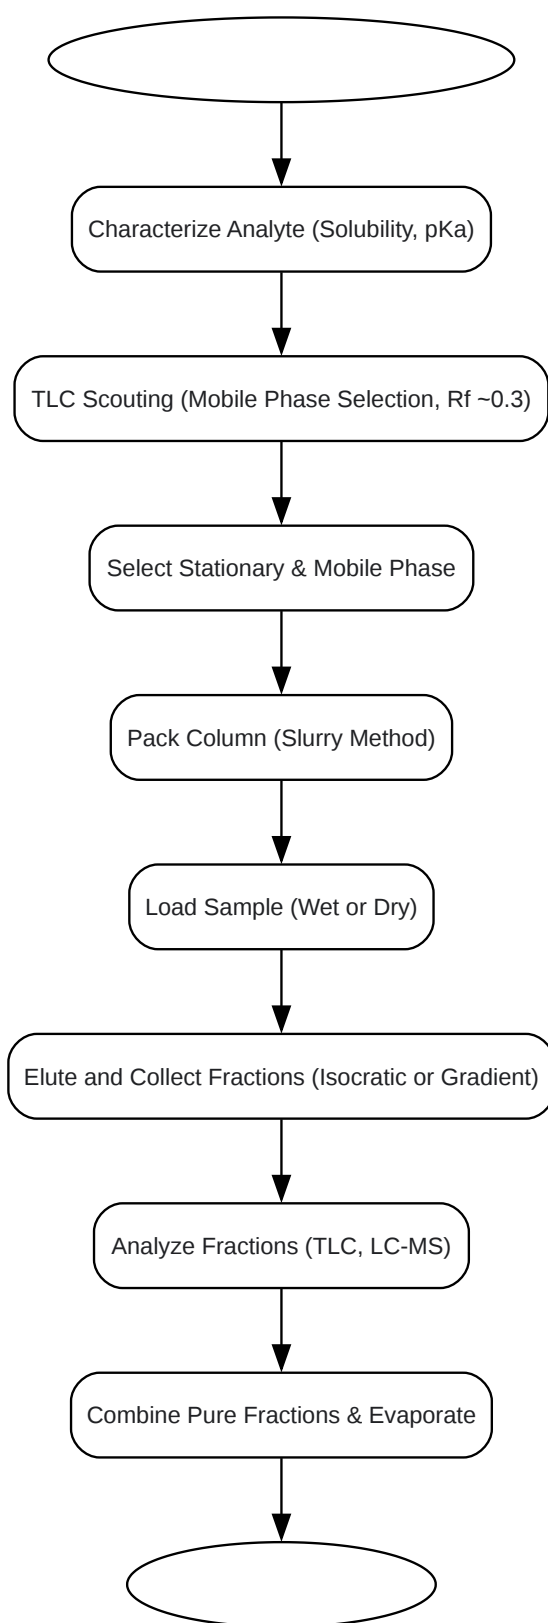 Characterize Analyte (Solubility, pKa)
TLC Scouting (Mobile Phase Selection, Rf ~0.3)
Select Stationary & Mobile Phase
Pack Column (Slurry Method)
Load Sample (Wet or Dry)
Elute and Collect Fractions (Isocratic or Gradient)
Analyze Fractions (TLC, LC-MS)
Combine Pure Fractions & Evaporate